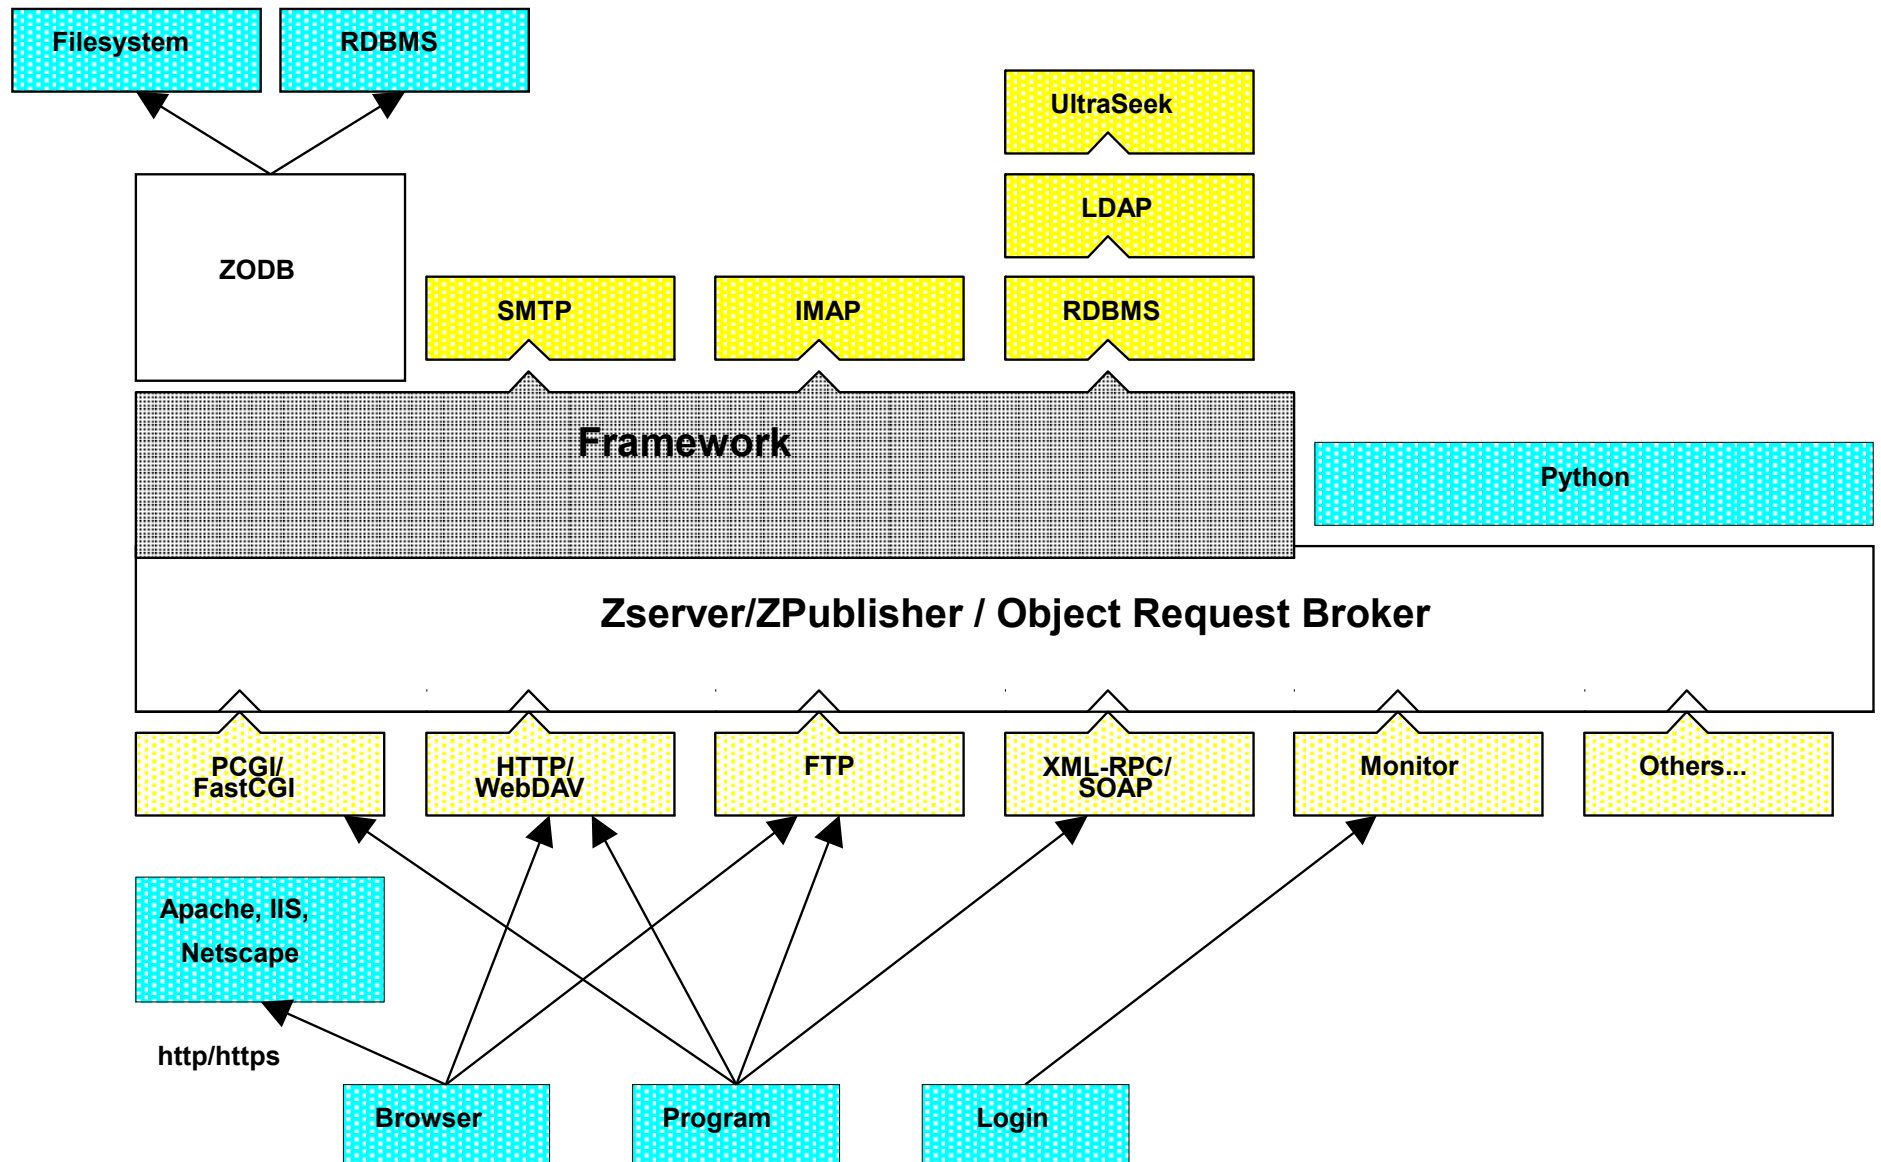 Filesystem
RDBMS
UltraSeek
LDAP
ZODB
SMTP
IMAP
RDBMS
Framework
Python
Zserver/ZPublisher / Object Request Broker
PCGI/
FastCGI
HTTP/
WebDAV
FTP
XML-RPC/
SOAP
Monitor
Others...
Apache, IIS,
Netscape
http/https
Browser
Program
Login